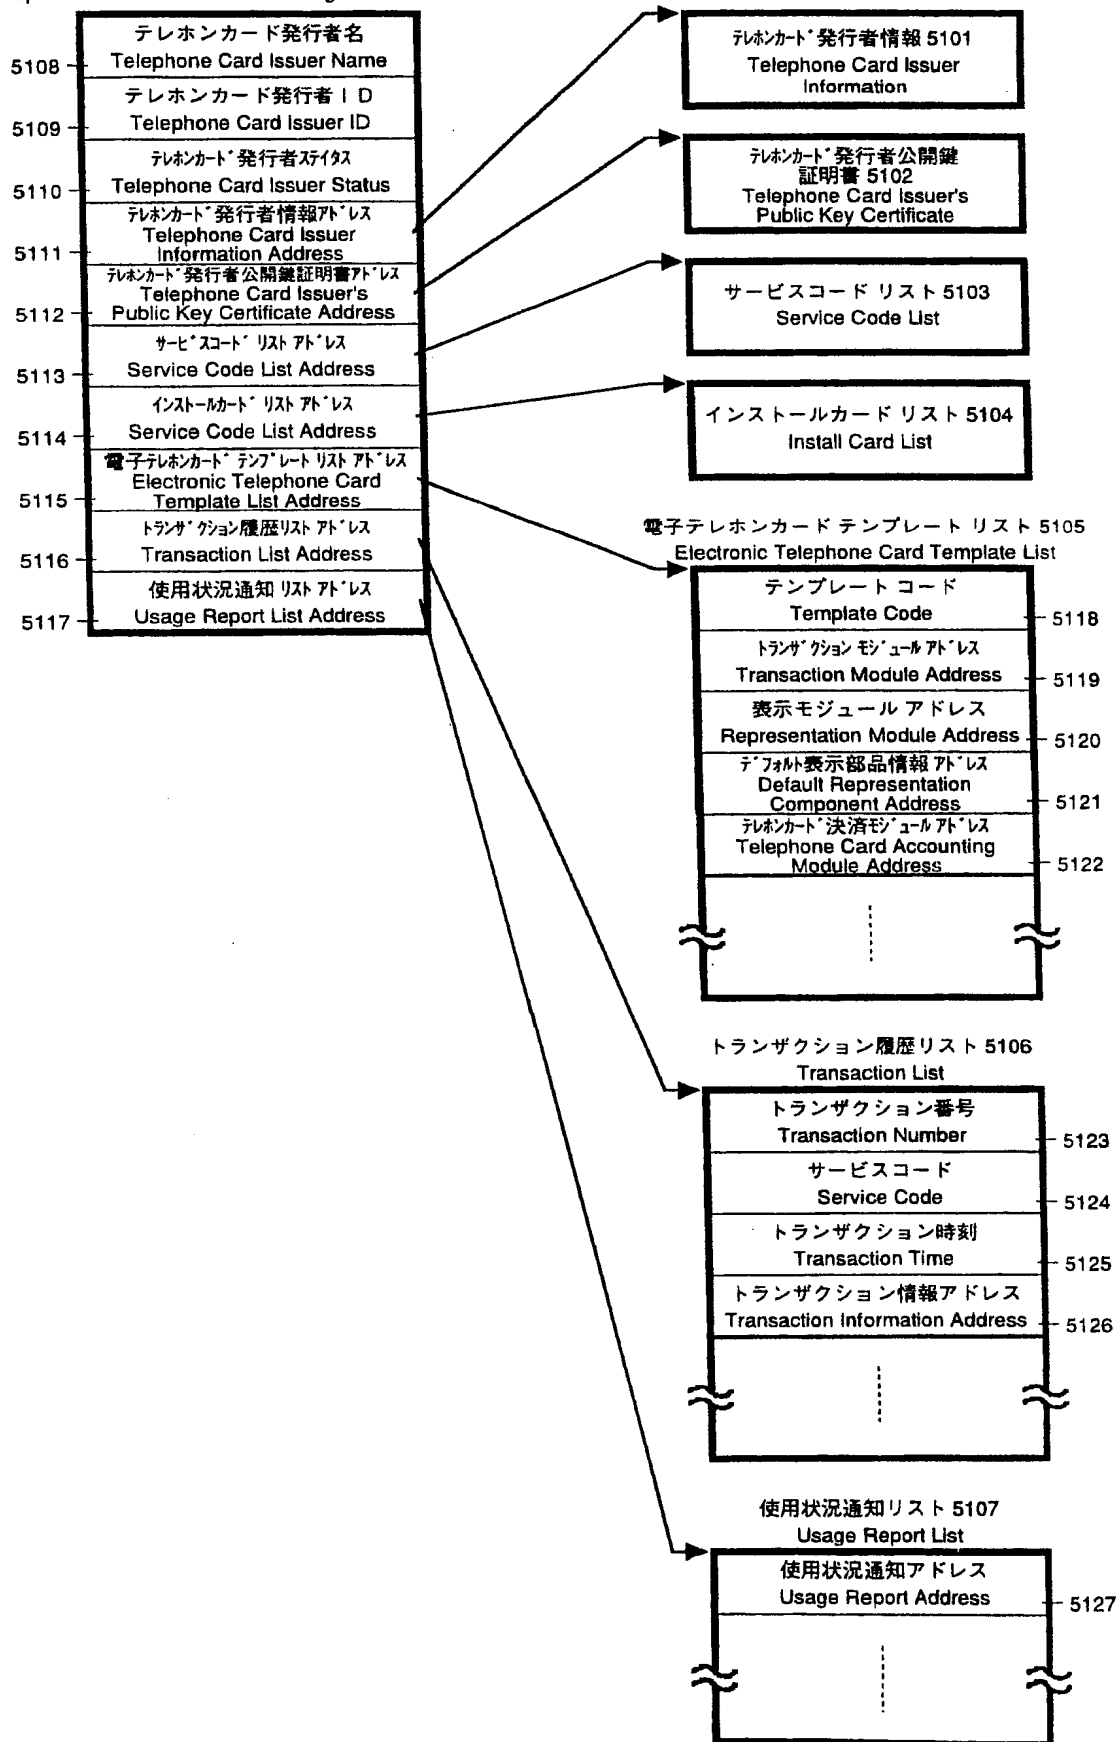 テレホンカード発行者名
Telephone Card Issuer Name
5108
テレホンカード発行者ID
Telephone Card Issuer ID
5109
テレホンカード発行者ステイタス
Telephone Card Issuer Status
5110
テレホンカード発行者情報アドレス
Telephone Card Issuer
Information Address
5111
テレホンカード発行者公開鍵証明書アドレス
Telephone Card Issuer's
Public Key Certificate Address
5112
サービスコード リスト アドレス
Service Code List Address
5113
インストールカード リスト アドレス
Service Code List Address
5114
電子テレホンカード テンプレート リスト アドレス
Electronic Telephone Card
Template List Address
5115
トランザクション履歴リスト アドレス
Transaction List Address
5116
使用状況通知 リスト アドレス
Usage Report List Address
5117
テレホンカード発行者情報 5101
Telephone Card Issuer
Information
テレホンカード発行者公開鍵
証明書 5102
Telephone Card Issuer's
Public Key Certificate
サービスコード リスト 5103
Service Code List
インストールカード リスト 5104
Install Card List
電子テレホンカード テンプレート リスト 5105
Electronic Telephone Card Template List
テンプレート コード
Template Code
5118
トランザクション モジュール アドレス
Transaction Module Address
5119
表示モジュール アドレス
Representation Module Address
5120
デフォルト表示部品情報 アドレス
Default Representation
Component Address
5121
テレホンカード決済モジュール アドレス
Telephone Card Accounting
Module Address
5122
トランザクション履歴リスト 5106
Transaction List
トランザクション番号
Transaction Number
5123
サービスコード
Service Code
5124
トランザクション時刻
Transaction Time
5125
トランザクション情報アドレス
Transaction Information Address
5126
使用状況通知リスト 5107
Usage Report List
使用状況通知アドレス
Usage Report Address
5127